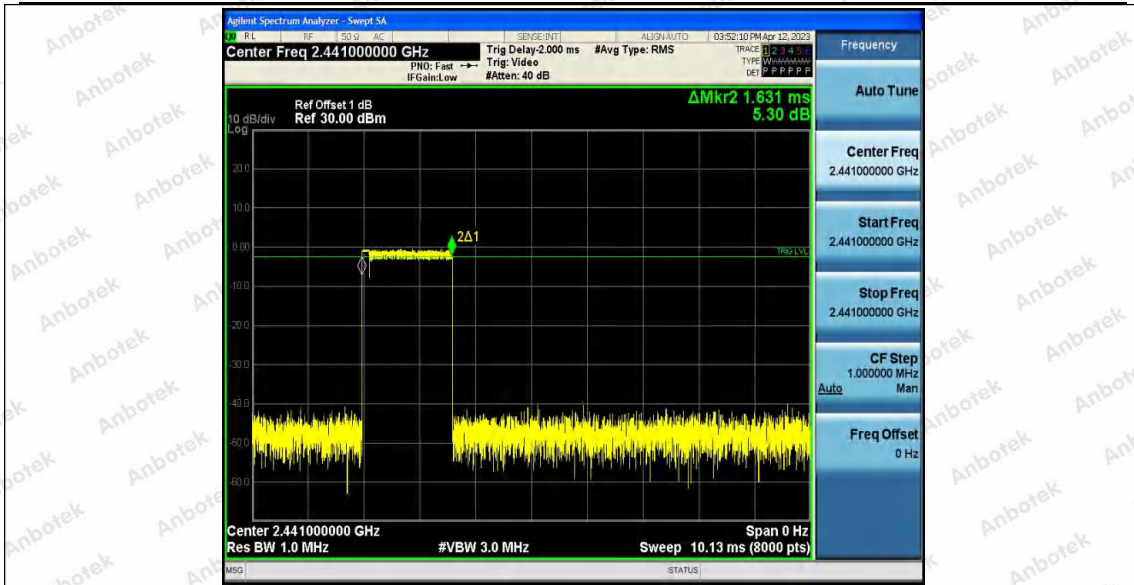 Agilent Spectrum Analyzer - Swept SA
RL RF 50 Ω AC SENSE:INT ALIGN AUTO 03:52:10 PM Apr 12, 2023
Center Freq 2.441000000 GHz
PNO: Fast
IFGain:Low
Trig Delay-2.000 ms
Trig: Video
#Atten: 40 dB
#Avg Type: RMS
TRACE 1 2 3 4 5 6
TYPE
DET P P P P P P
Frequency
ΔMkr2 1.631 ms
5.30 dB
Ref Offset 1 dB
10 dB/div Ref 30.00 dBm
Log
20.0
10.0
0.00
-10.0
-20.0
-30.0
-40.0
-50.0
-60.0
2Δ1
TRIG LVL
Center 2.441000000 GHz
Span 0 Hz
Res BW 1.0 MHz
#VBW 3.0 MHz
Sweep 10.13 ms (8000 pts)
MSG
STATUS
Auto Tune
Center Freq
2.441000000 GHz
Start Freq
2.441000000 GHz
Stop Freq
2.441000000 GHz
CF Step
1.000000 MHz
Auto Man
Freq Offset
0 Hz
Anbotek